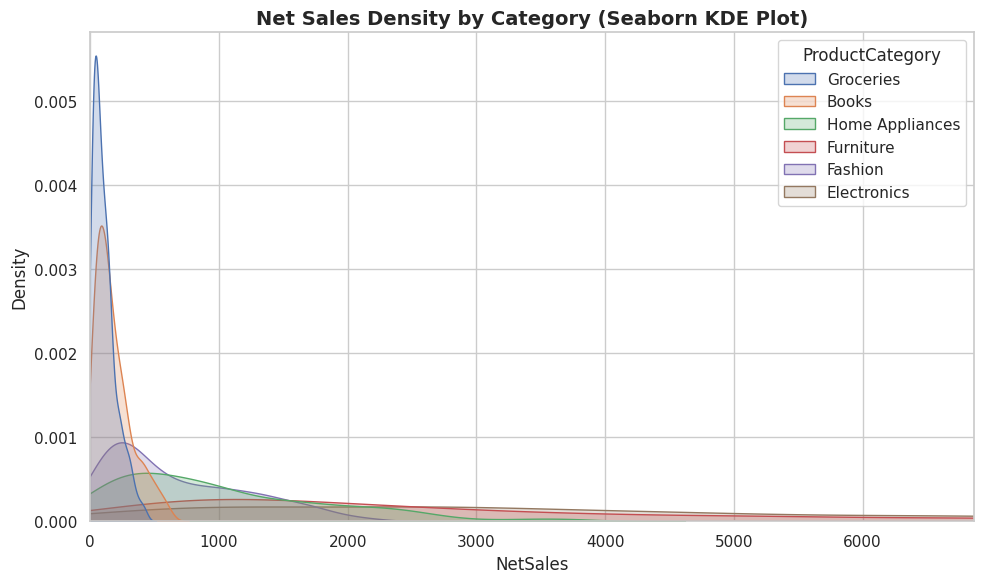 Net Sales Density by Category (Seaborn KDE Plot)
ProductCategory
Groceries
Books
Home Appliances
Furniture
Fashion
Electronics
Density
0.005
0.004
0.003
0.002
0.001
0.000
0 1000 2000 3000 4000 5000 6000
NetSales